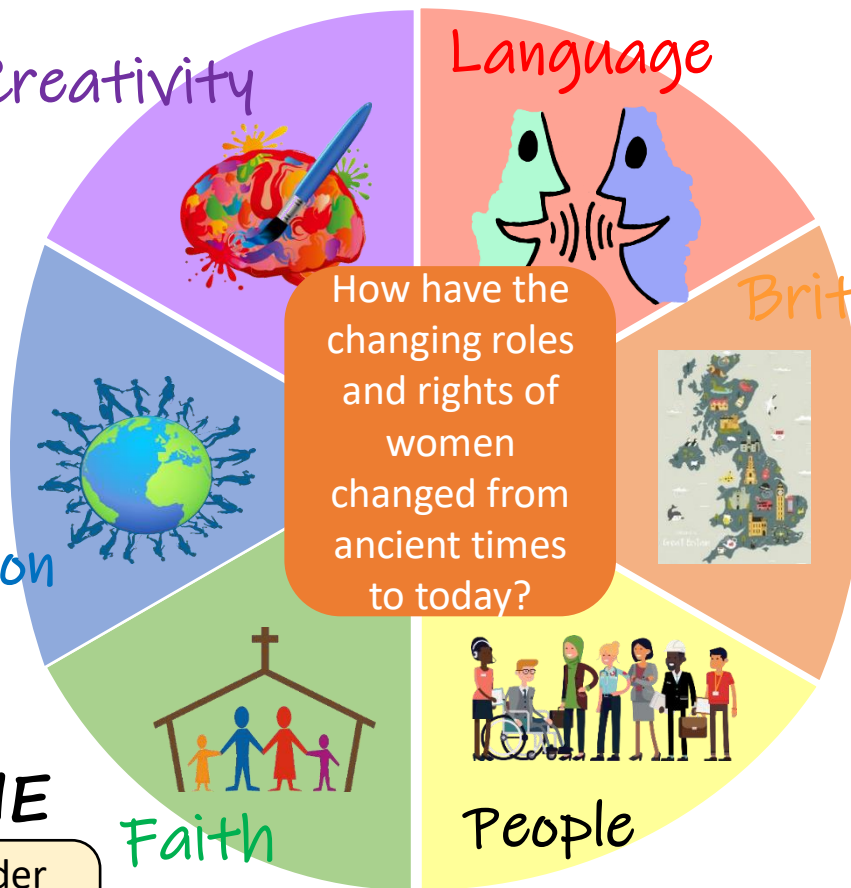 Creativity
Language
How have the
changing roles
and rights of
women
changed from
ancient times
to today?
Brit
on
Faith
People
IE
der